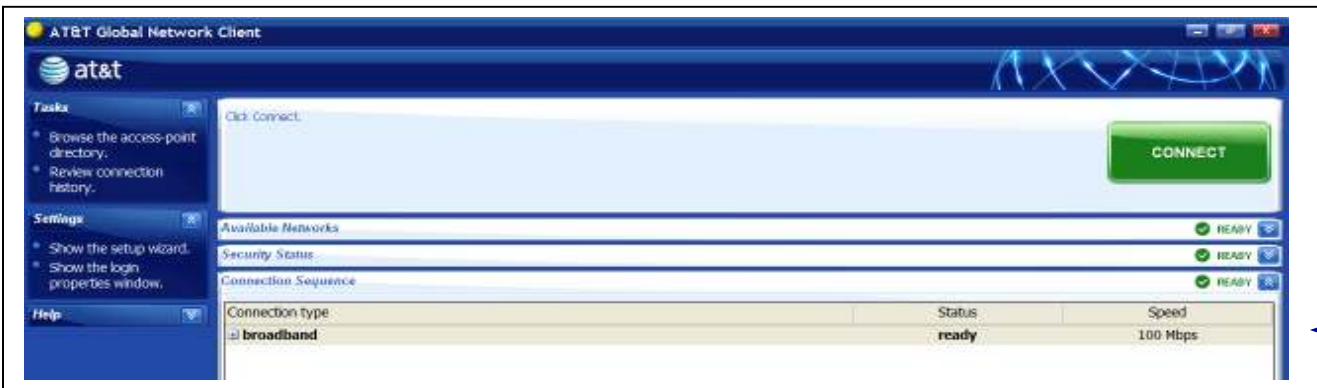 AT&T Global Network Client
at&t
Tasks
Browse the access-point
directory.
Review connection
history.
Settings
Show the setup wizard.
Show the login
properties window.
Help
Click Connect.
CONNECT
Available Networks READY
Security Status READY
Connection Sequence READY
Connection type Status Speed
broadband ready 100 Mbps